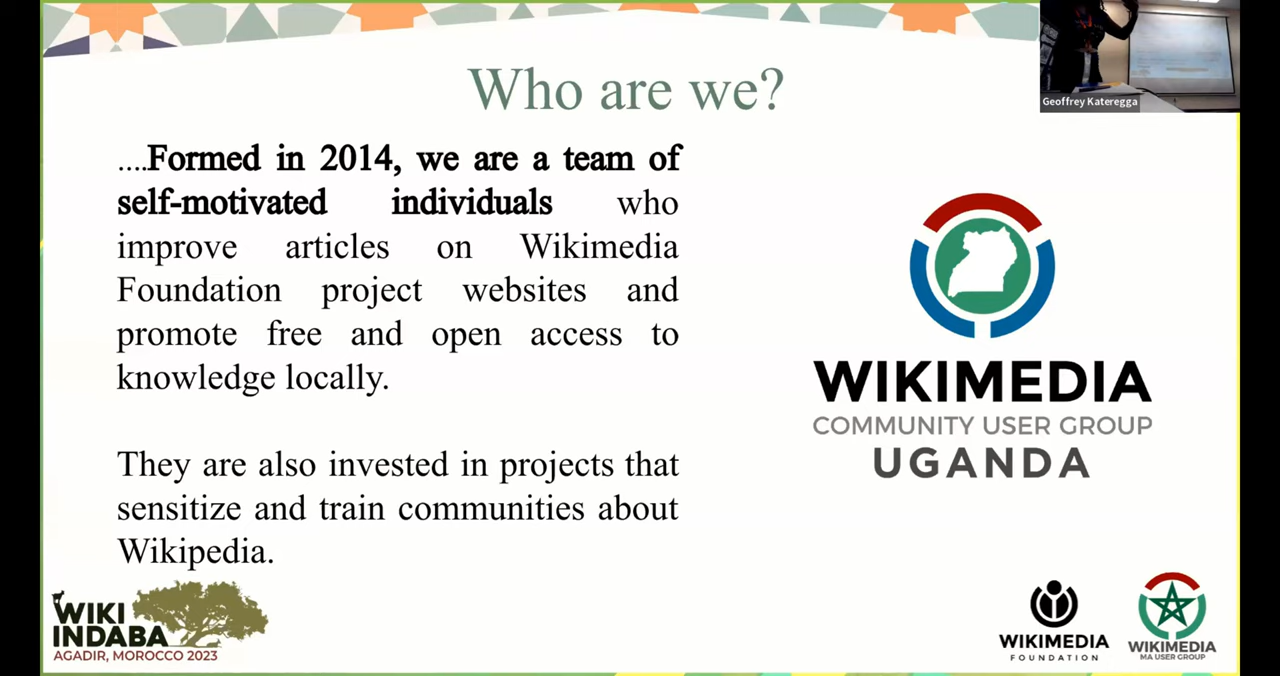 Who are we?
Geoffrey Kateregga
....Formed in 2014, we are a team of
self-motivated individuals who
improve articles on Wikimedia
Foundation project websites and
promote free and open access to
knowledge locally.
They are also invested in projects that
sensitize and train communities about
Wikipedia.
WIKIMEDIA
COMMUNITY USER GROUP
UGANDA
WIKI
INDABA
AGADIR, MOROCCO 2023
WIKIMEDIA
FOUNDATION
WIKIMEDIA
MA USER GROUP